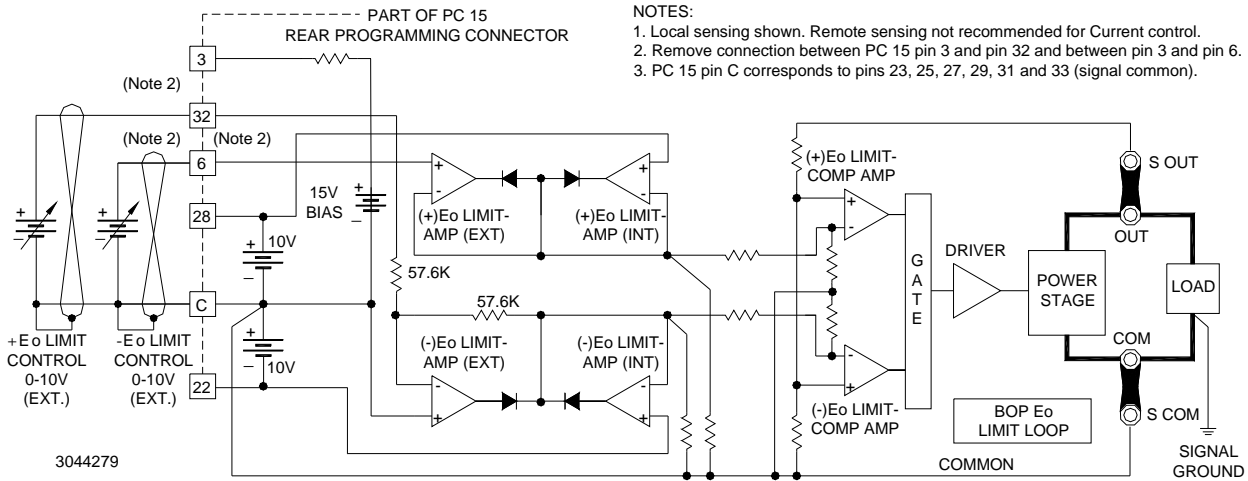 PART OF PC 15
REAR PROGRAMMING CONNECTOR
NOTES:
1. Local sensing shown. Remote sensing not recommended for Current control.
2. Remove connection between PC 15 pin 3 and pin 32 and between pin 3 and pin 6.
3. PC 15 pin C corresponds to pins 23, 25, 27, 29, 31 and 33 (signal common).
3
(Note 2)
32
(Note 2)
(Note 2)
6
28
C
22
+
–
+
–
+Eo LIMIT
CONTROL
0-10V
(EXT.)
-Eo LIMIT
CONTROL
0-10V
(EXT.)
+
10V
–
+
10V
–
15V
BIAS
+
–
+
-
(+)Eo LIMIT-
AMP (EXT)
+
-
(+)Eo LIMIT-
AMP (INT)
57.6K
57.6K
(-)Eo LIMIT-
AMP (EXT)
-
+
(-)Eo LIMIT-
AMP (INT)
-
+
(+)Eo LIMIT-
COMP AMP
+
-
-
+
(-)Eo LIMIT-
COMP AMP
GATE
DRIVER
POWER
STAGE
S OUT
OUT
LOAD
COM
S COM
BOP Eo
LIMIT LOOP
COMMON
SIGNAL
GROUND
3044279